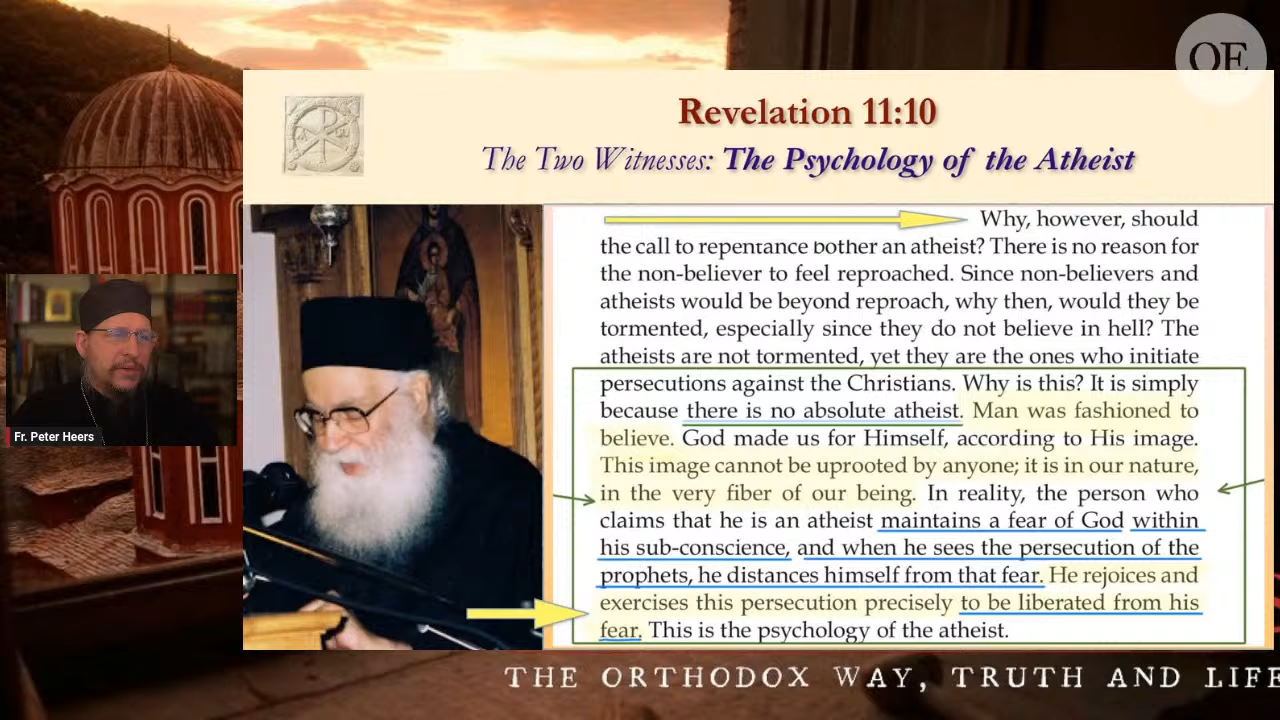 OE
Revelation 11:10
The Two Witnesses: The Psychology of the Atheist
Why, however, should
the call to repentance bother an atheist? There is no reason for
the non-believer to feel reproached. Since non-believers and
atheists would be beyond reproach, why then, would they be
tormented, especially since they do not believe in hell? The
atheists are not tormented, yet they are the ones who initiate
persecutions against the Christians. Why is this? It is simply
because there is no absolute atheist. Man was fashioned to
believe. God made us for Himself, according to His image.
This image cannot be uprooted by anyone; it is in our nature,
in the very fiber of our being. In reality, the person who
claims that he is an atheist maintains a fear of God within
his sub-conscience, and when he sees the persecution of the
prophets, he distances himself from that fear. He rejoices and
exercises this persecution precisely to be liberated from his
fear. This is the psychology of the atheist.
Fr. Peter Heers
THE ORTHODOX WAY, TRUTH AND LIFE